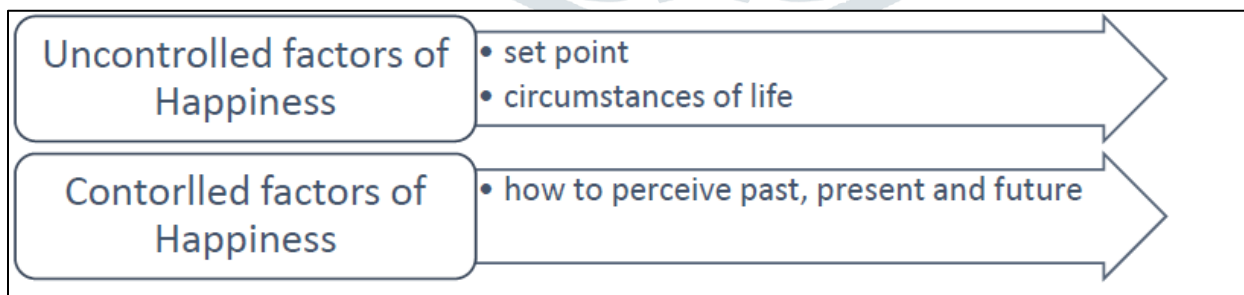 Uncontrolled factors of
Happiness
• set point
• circumstances of life
Contorlled factors of
Happiness
• how to perceive past, present and future